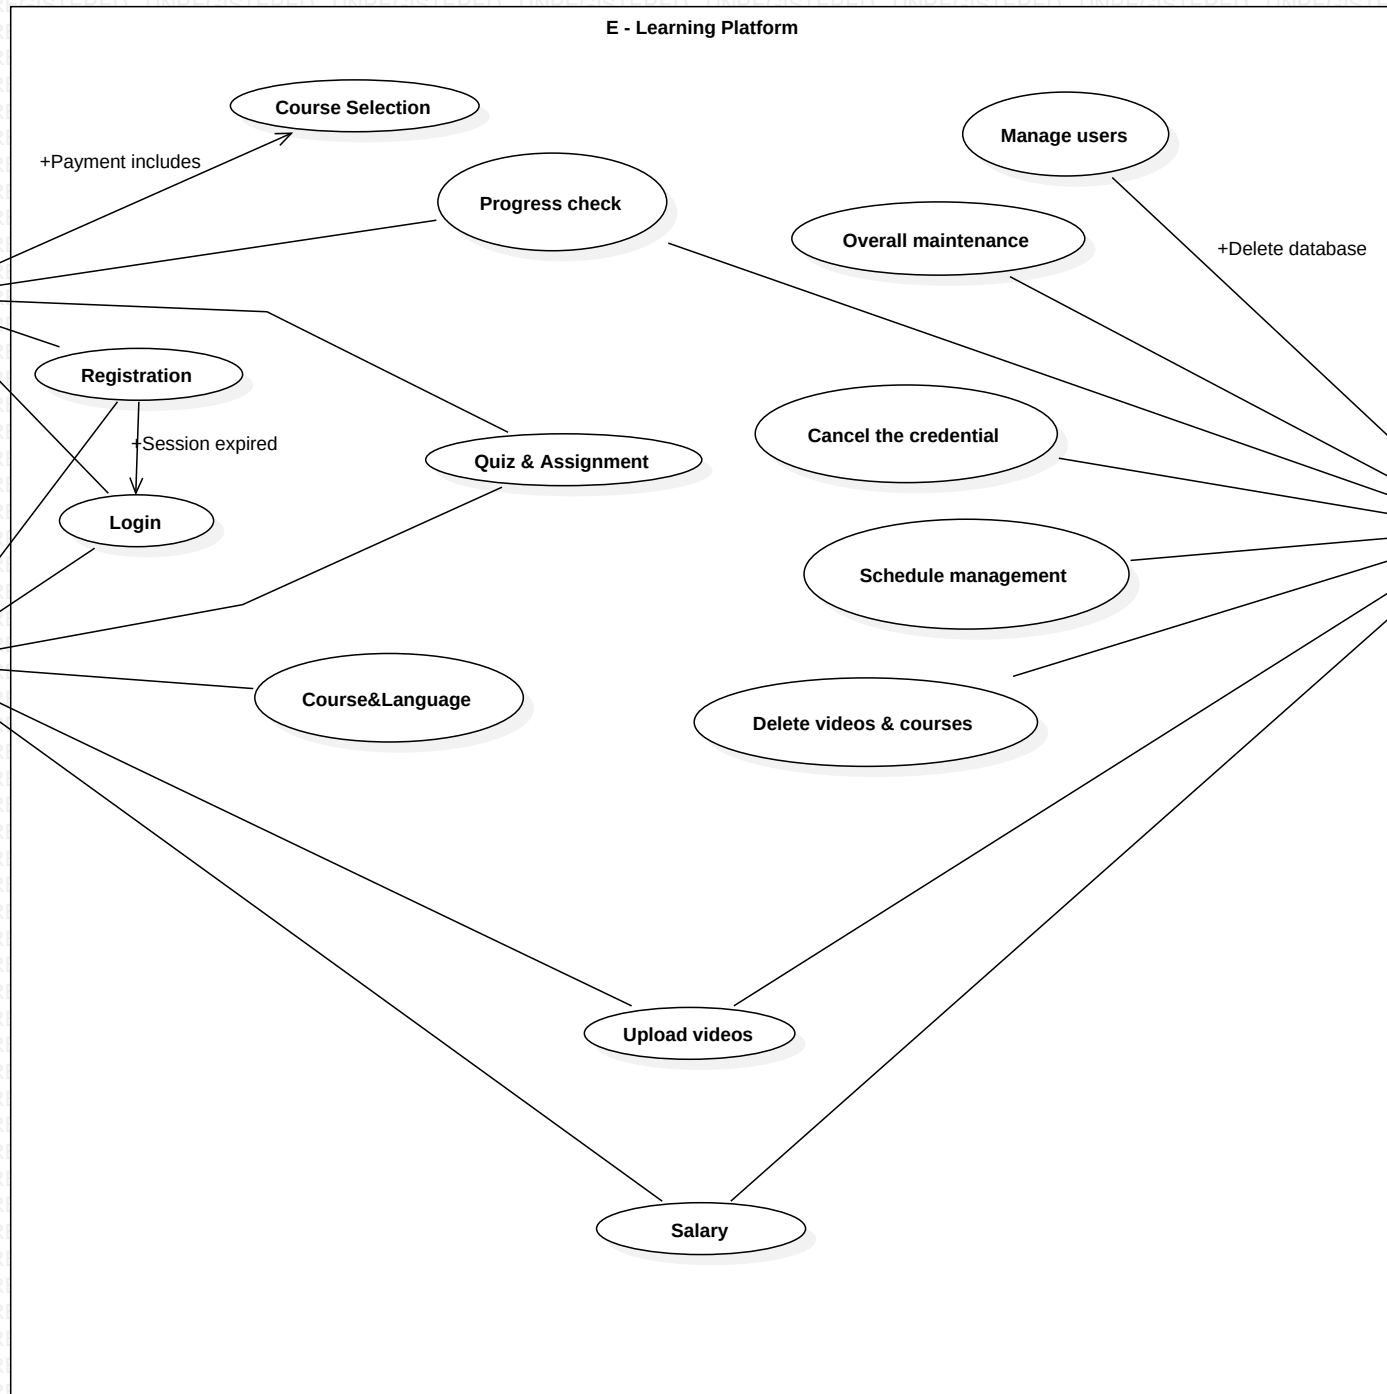 E - Learning Platform
Course Selection
Manage users
+Payment includes
Progress check
Overall maintenance
+Delete database
Registration
Cancel the credential
+Session expired
Quiz & Assignment
Login
Schedule management
Course&Language
Delete videos & courses
Upload videos
Salary